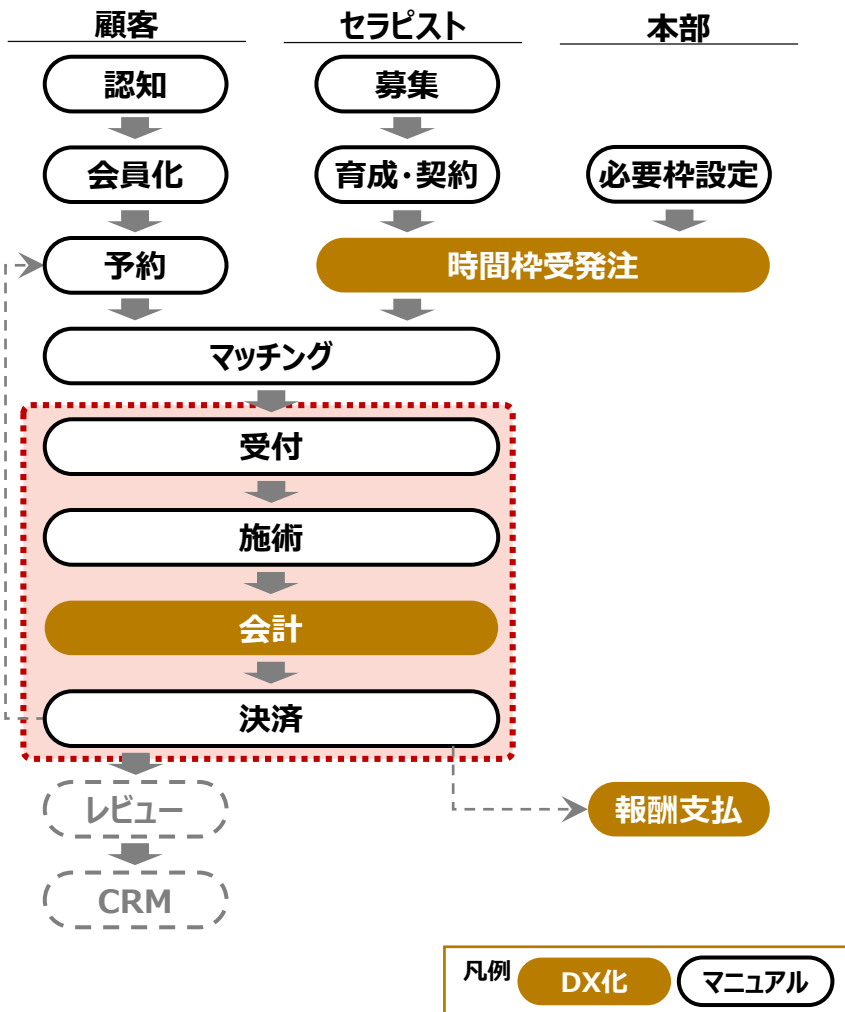 顧客
セラピスト
本部
認知
募集
会員化
育成・契約
必要枠設定
予約
時間枠受発注
マッチング
受付
施術
会計
決済
レビュー
報酬支払
CRM
凡例
DX化
マニュアル